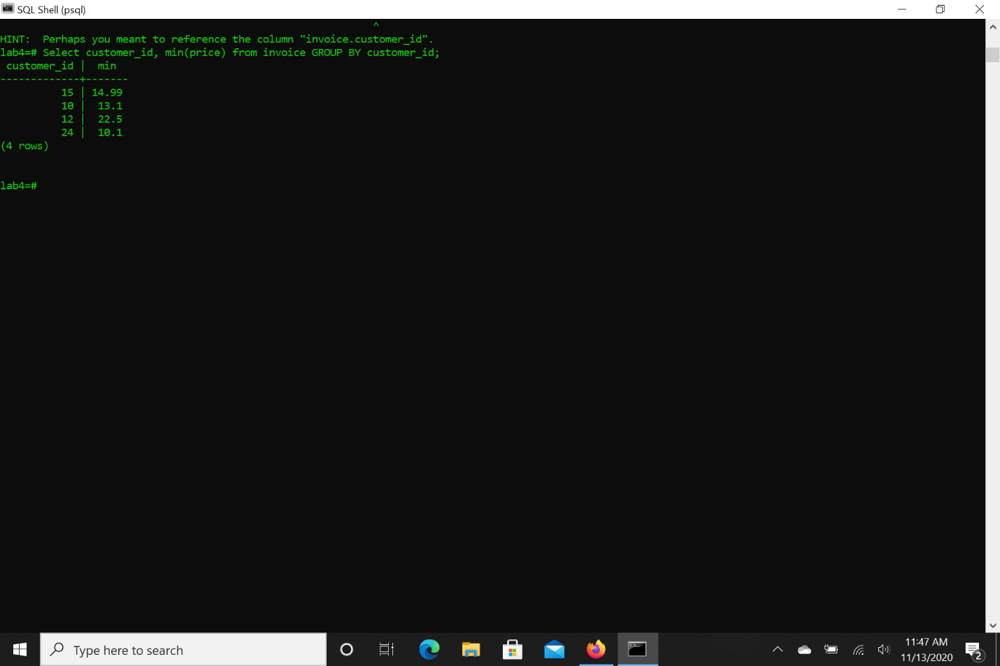 SQL Shell (psql)
^
HINT:  Perhaps you meant to reference the column "invoice.customer_id".
lab4=# Select customer_id, min(price) from invoice GROUP BY customer_id;
 customer_id |  min
-------------+-------
          15 | 14.99
          10 |  13.1
          12 |  22.5
          24 |  10.1
(4 rows)
lab4=#
Type here to search
11:47 AM
11/13/2020
2